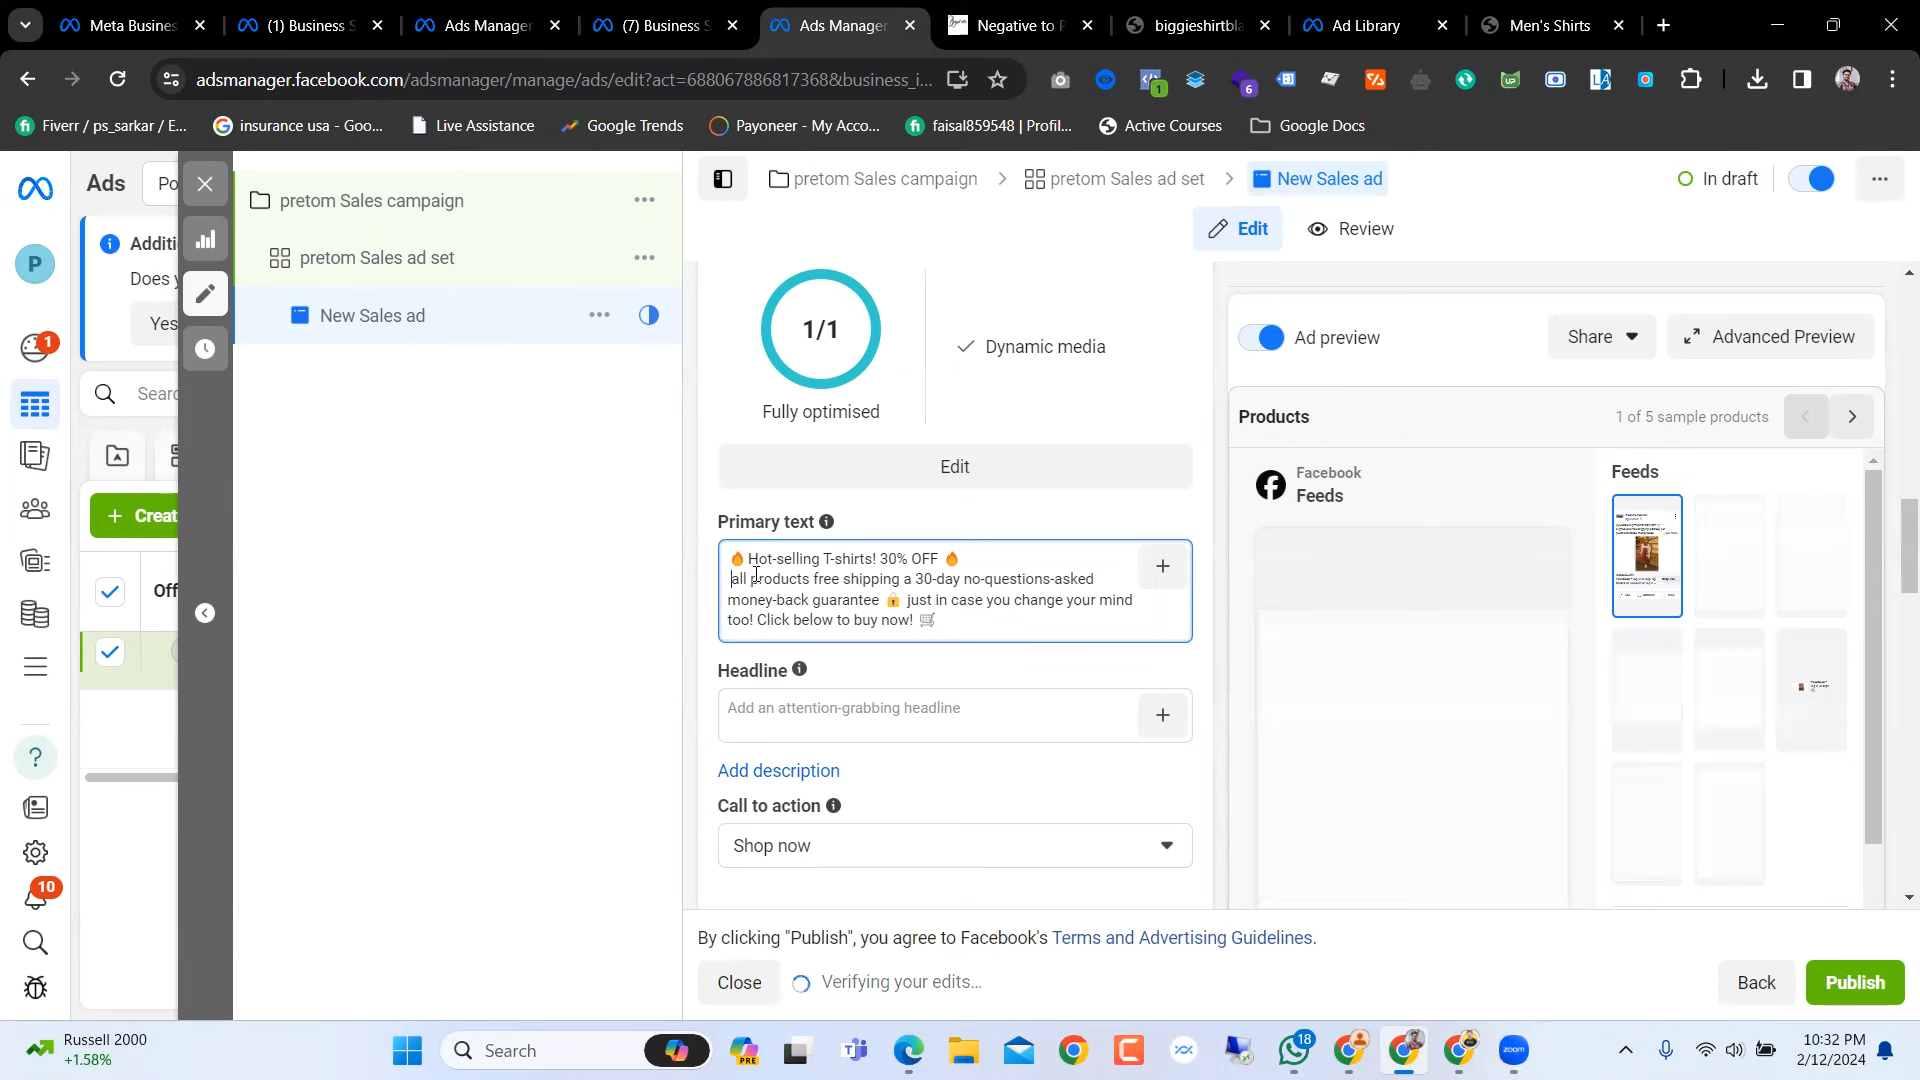 Meta Busines
(1) Business S
Ads Manager
(7) Business S
Ads Manager
Negative to P
biggieshirtbla
Ad Library
Men's Shirts
adsmanager.facebook.com/adsmanager/manage/ads/edit?act=688067886817368&business_i...
1
6
Fiverr / ps_sarkar / E...
insurance usa - Goo...
Live Assistance
Google Trends
Payoneer - My Acco...
faisal859548 | Profil...
Active Courses
Google Docs
Ads
Po
pretom Sales campaign
pretom Sales ad set
New Sales ad
In draft
pretom Sales campaign
pretom Sales ad set
New Sales ad
Edit
Review
P
Additi
Does y
Yes
1
Searc
Creat
Off
10
1/1
Fully optimised
Dynamic media
Edit
Primary text
🔥 Hot-selling T-shirts! 30% OFF 🔥
all products free shipping a 30-day no-questions-asked
money-back guarantee 🔒 just in case you change your mind
too! Click below to buy now! 🛒
Headline
Add an attention-grabbing headline
Add description
Call to action
Shop now
Ad preview
Share
Advanced Preview
Products
1 of 5 sample products
Facebook
Feeds
Feeds
By clicking "Publish", you agree to Facebook's Terms and Advertising Guidelines.
Close
Verifying your edits...
Back
Publish
Russell 2000
+1.58%
Search
PRE
18
zoom
10:32 PM
2/12/2024